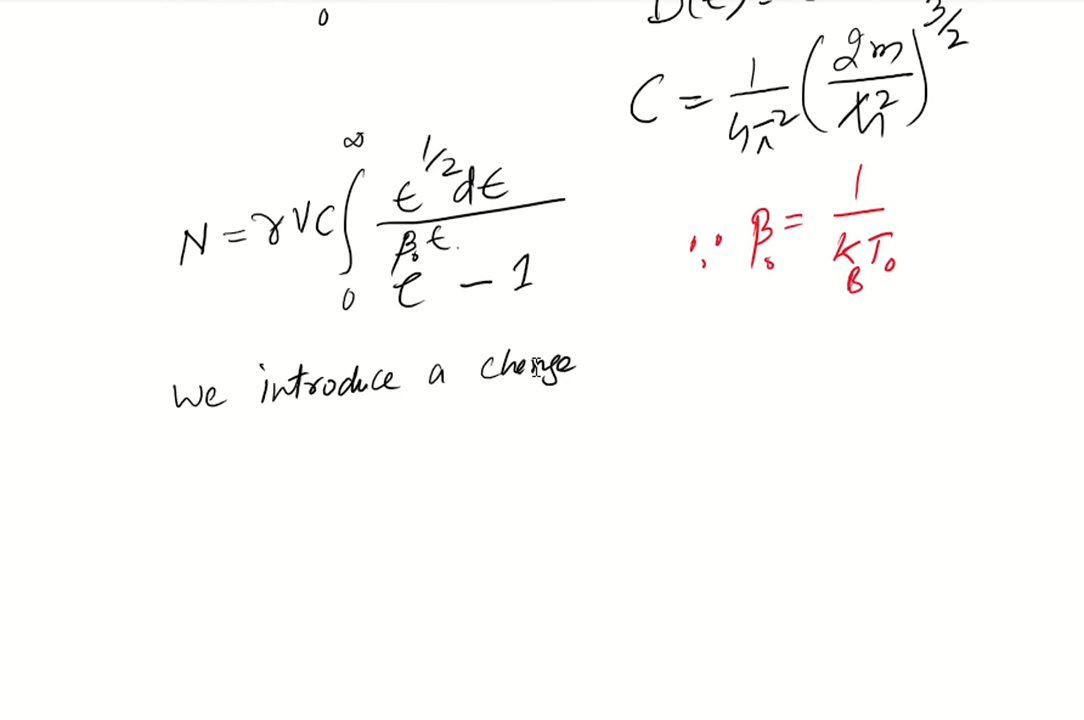 0
C = 1/4π² (2m/ħ²)^3/2
N = γVC ∫₀^∞ ε^1/2 dε / e^β₀ε - 1
∵ β₀ = 1/K_B T₀
We introduce a change